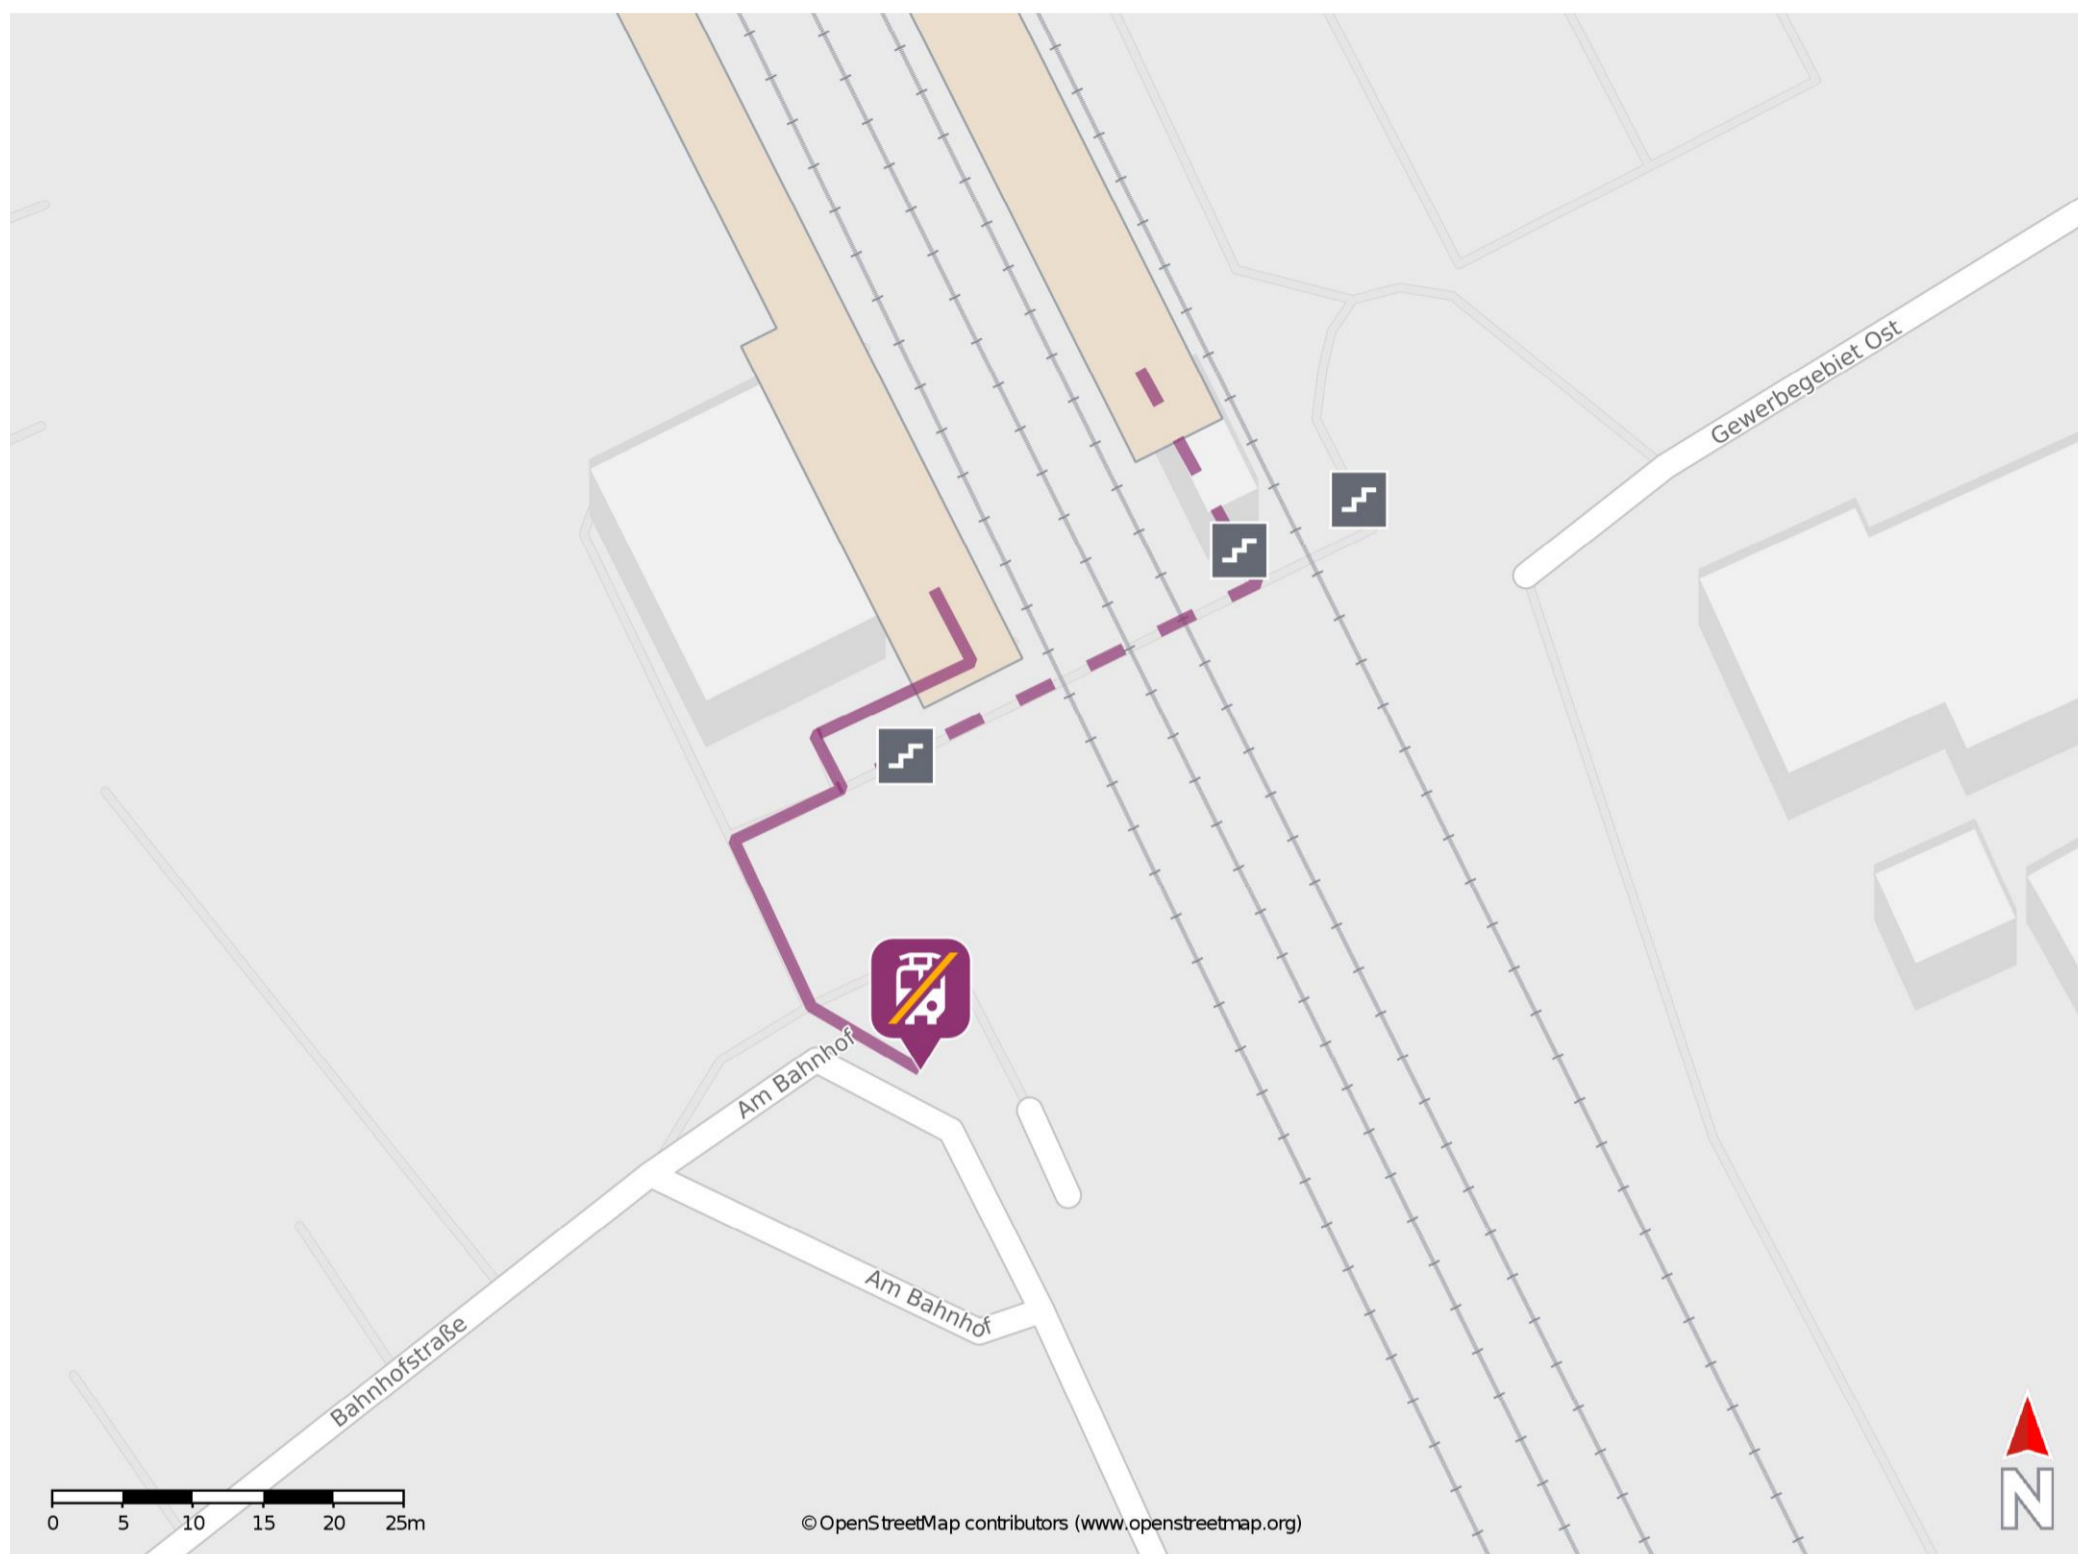 Gewerbegebiet Ost
Am Bahnhof
Am Bahnhof
Bahnhofstraße
0 5 10 15 20 25m
©OpenStreetMap contributors (www.openstreetmap.org)
N